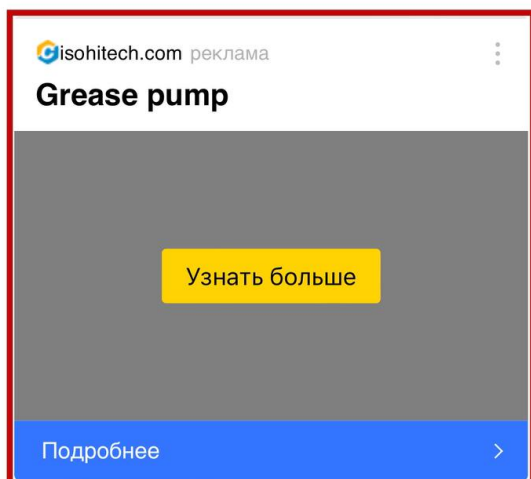 isohitech.com реклама
Grease pump
Узнать больше
Подробнее